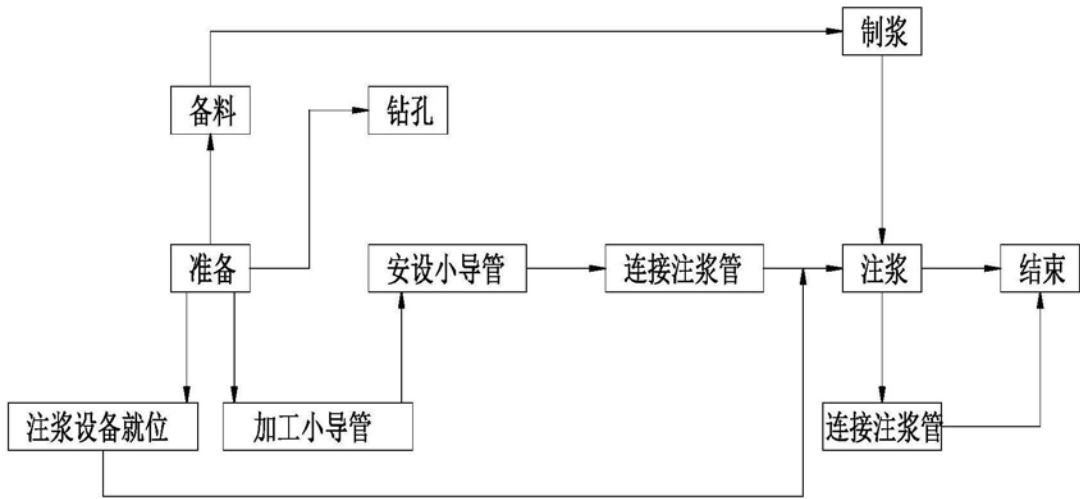 制浆
备料
钻孔
准备
安设小导管
连接注浆管
注浆
结束
注浆设备就位
加工小导管
连接注浆管